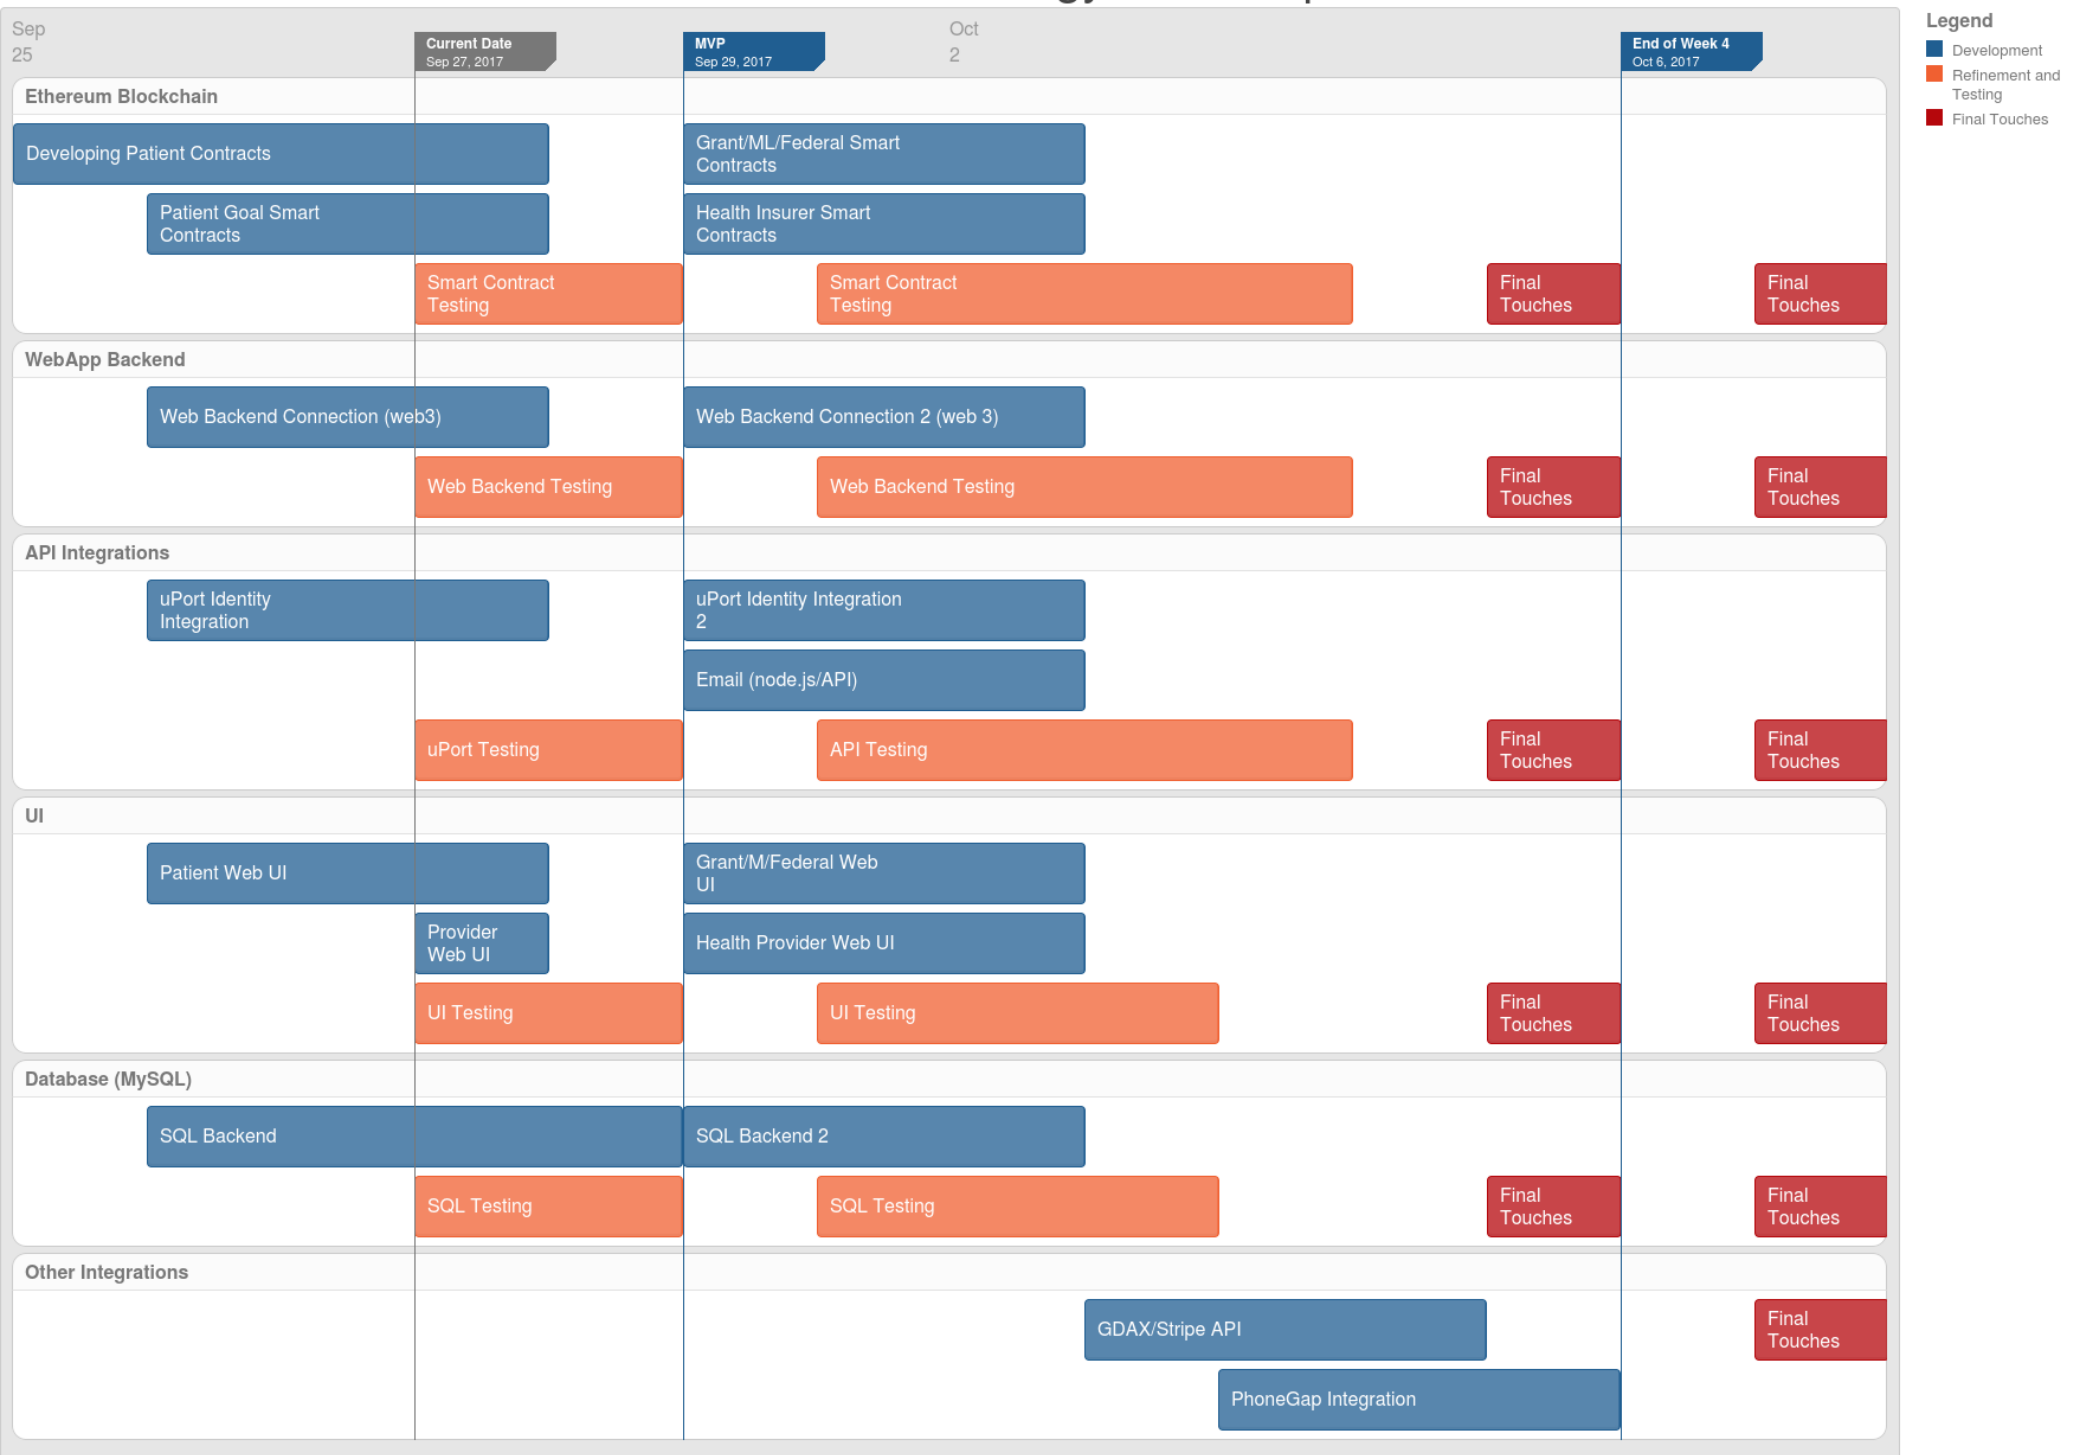 Sep
25
Oct
2
Current Date
Sep 27, 2017
MVP
Sep 29, 2017
End of Week 4
Oct 6, 2017
Legend
Development
Refinement and
Testing
Final Touches
Ethereum Blockchain
Developing Patient Contracts
Grant/ML/Federal Smart
Contracts
Patient Goal Smart
Contracts
Health Insurer Smart
Contracts
Smart Contract
Testing
Smart Contract
Testing
Final
Touches
Final
Touches
WebApp Backend
Web Backend Connection (web3)
Web Backend Connection 2 (web 3)
Web Backend Testing
Web Backend Testing
Final
Touches
Final
Touches
API Integrations
uPort Identity
Integration
uPort Identity Integration
2
Email (node.js/API)
uPort Testing
API Testing
Final
Touches
Final
Touches
UI
Patient Web UI
Grant/M/Federal Web
UI
Provider
Web UI
Health Provider Web UI
UI Testing
UI Testing
Final
Touches
Final
Touches
Database (MySQL)
SQL Backend
SQL Backend 2
SQL Testing
SQL Testing
Final
Touches
Final
Touches
Other Integrations
GDAX/Stripe API
Final
Touches
PhoneGap Integration